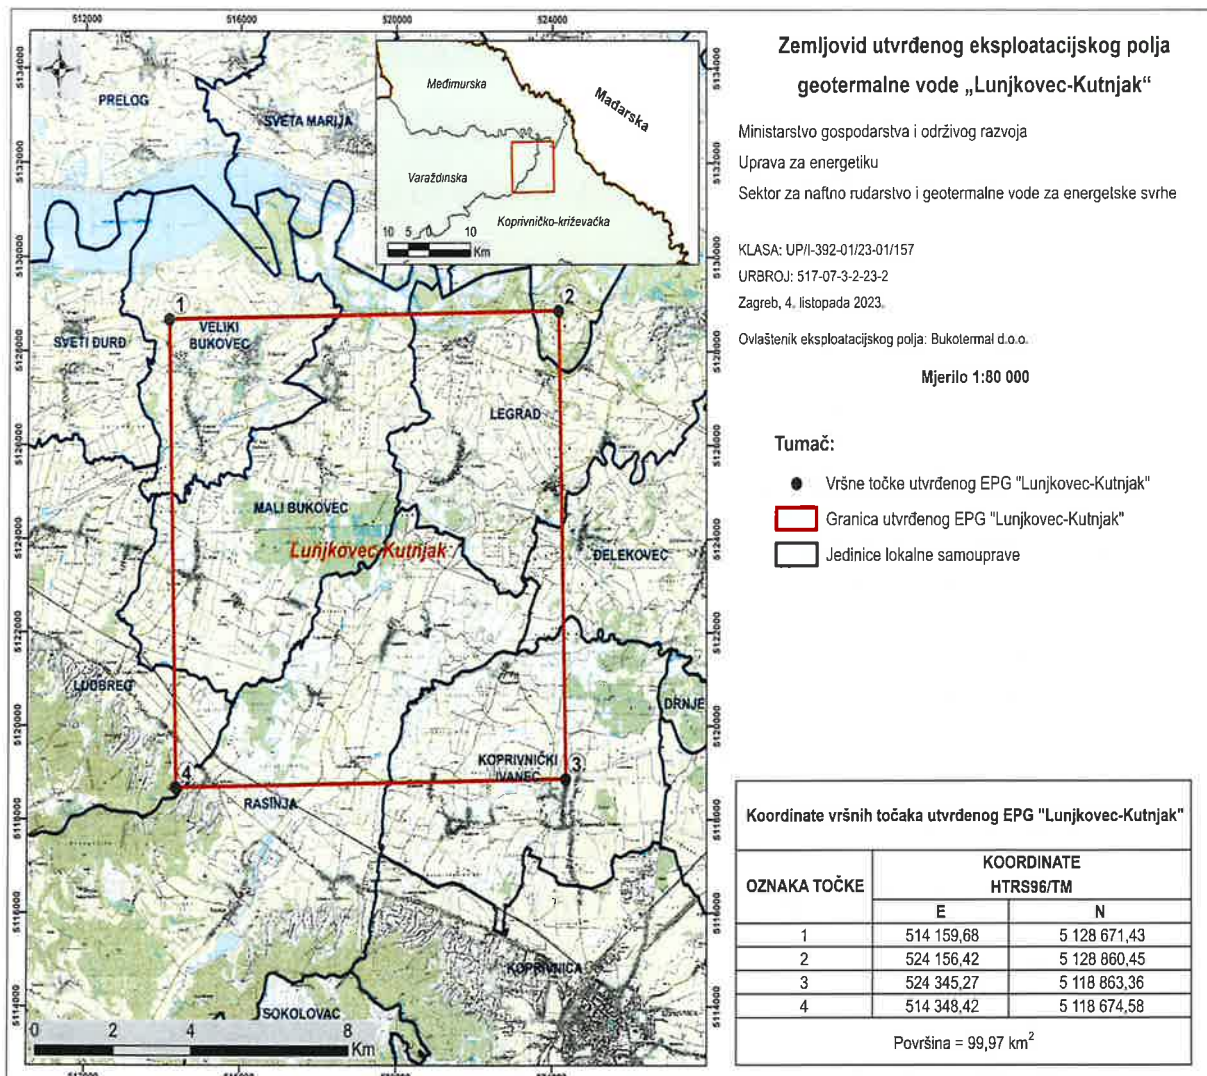 Zemljovid utvrđenog eksploatacijskog polja
geotermalne vode „Lunjkovec-Kutnjak“
Ministarstvo gospodarstva i održivog razvoja
Uprava za energetiku
Sektor za naftno rudarstvo i geotermalne vode za energetske svrhe
KLASA: UP/I-392-01/23-01/157
URBROJ: 517-07-3-2-23-2
Zagreb, 4. listopada 2023.
Ovlaštenik eksploatacijskog polja: Bukotermal d.o.o.
Mjerilo 1:80 000
Tumač:
Vršne točke utvrđenog EPG "Lunjkovec-Kutnjak"
Granica utvrđenog EPG "Lunjkovec-Kutnjak"
Jedinice lokalne samouprave
Koordinate vršnih točaka utvrđenog EPG "Lunjkovec-Kutnjak"
OZNAKA TOČKE
KOORDINATE
HTRS96/TM
E N
1 514 159,68 5 128 671,43
2 524 156,42 5 128 860,45
3 524 345,27 5 118 863,36
4 514 348,42 5 118 674,58
Površina = 99,97 km²
512000 516000 520000 524000
5134000
5132000
5130000
5128000
5126000
5124000
5122000
5120000
5118000
5116000
5114000
PRELOG
SVETA MARIJA
Međimurska
Mađarska
Varaždinska
Koprivničko-križevačka
10 5 0 10
Km
1
2
SVETI ĐURĐ
VELIKI
BUKOVEC
LEGRAD
MALI BUKOVEC
Lunjkovec-Kutnjak
ĐELEKOVEC
LUDBREG
DRNJE
KOPRIVNIČKI
IVANEC
3
4
RASINJA
KOPRIVNICA
SOKOLOVAC
0 2 4 8
Km